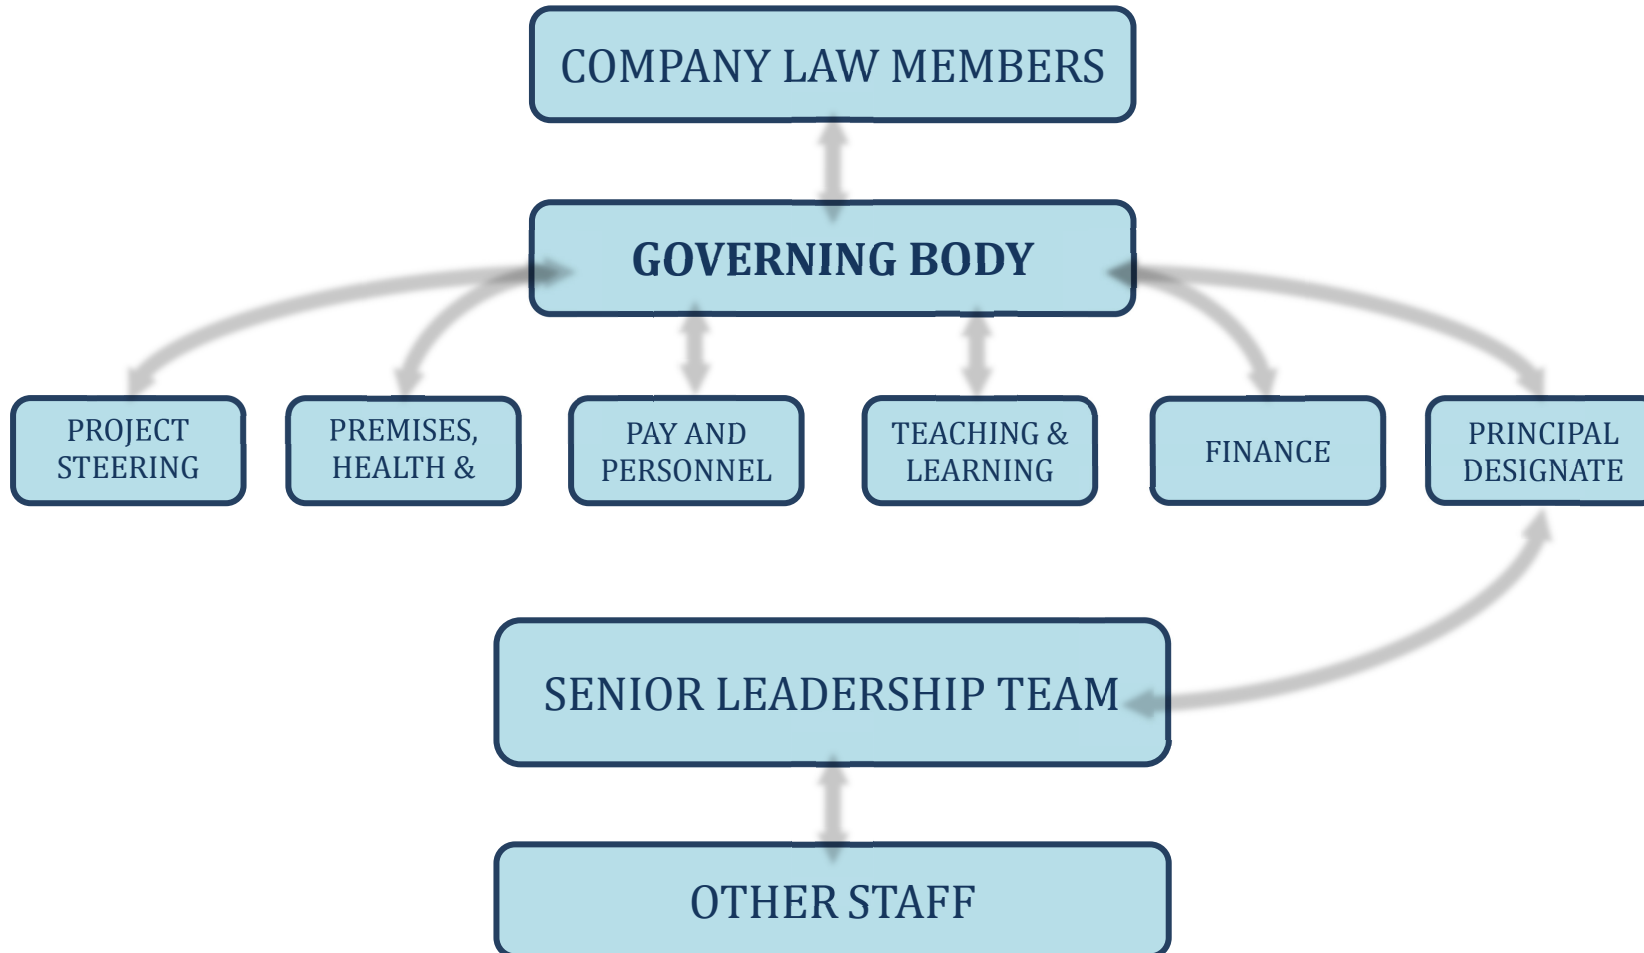 COMPANY LAW MEMBERS
GOVERNING BODY
PROJECT
STEERING
PREMISES,
HEALTH &
PAY AND
PERSONNEL
TEACHING &
LEARNING
FINANCE
PRINCIPAL
DESIGNATE
SENIOR LEADERSHIP TEAM
OTHER STAFF